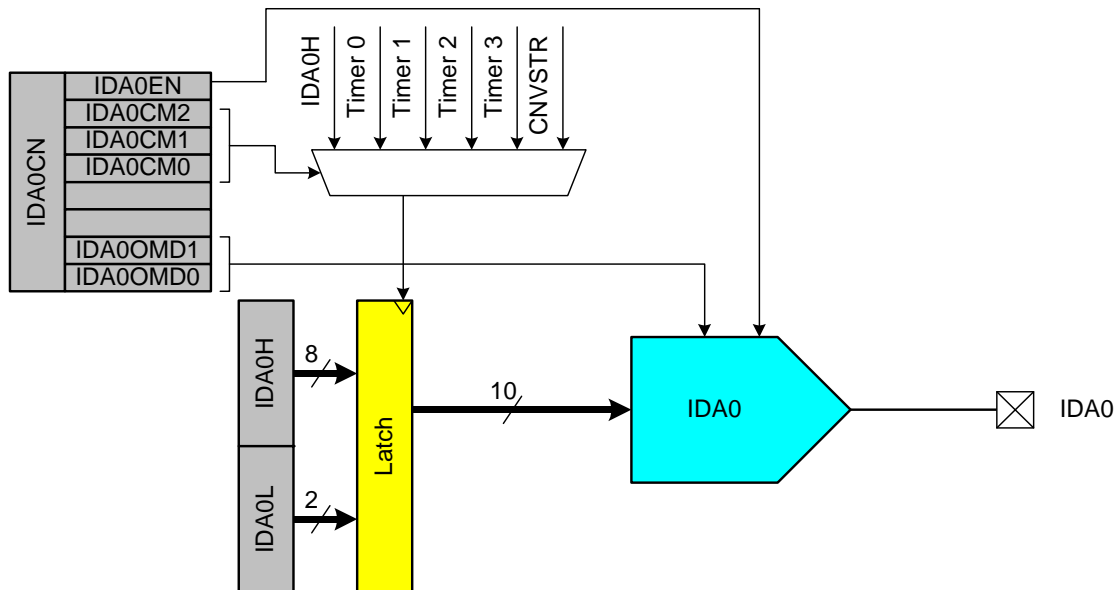 IDA0CN
IDA0EN
IDA0CM2
IDA0CM1
IDA0CM0
IDA0OMD1
IDA0OMD0
IDA0H
Timer 0
Timer 1
Timer 2
Timer 3
CNVSTR
IDA0H
8
IDA0L
2
Latch
10
IDA0
IDA0